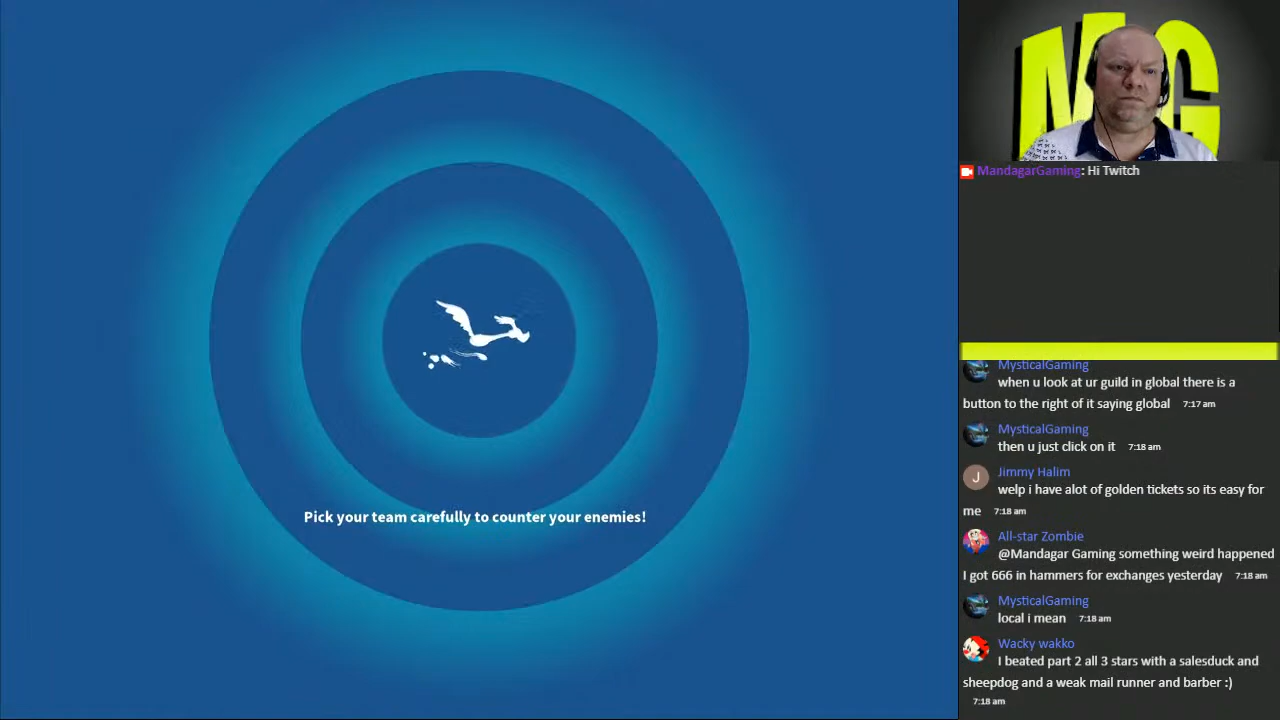 MG
MandagarGaming: Hi Twitch
Pick your team carefully to counter your enemies!
MysticalGaming
when u look at ur guild in global there is a
button to the right of it saying global 7:17 am
MysticalGaming
then u just click on it 7:18 am
J
Jimmy Halim
welp i have alot of golden tickets so its easy for
me 7:18 am
All-star Zombie
@Mandagar Gaming something weird happened
I got 666 in hammers for exchanges yesterday 7:18 am
MysticalGaming
local i mean 7:18 am
Wacky wakko
I beated part 2 all 3 stars with a salesduck and
sheepdog and a weak mail runner and barber :)
7:18 am